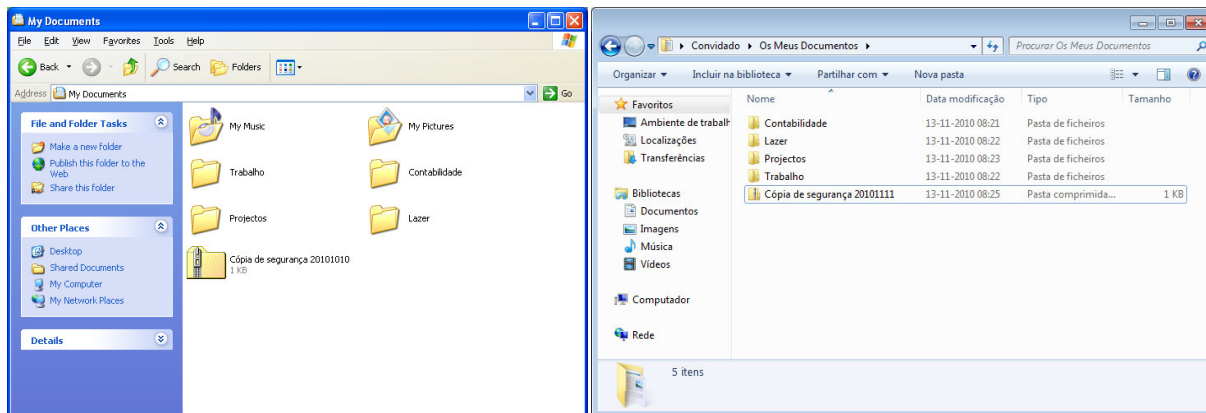 My Documents
File Edit View Favorites Tools Help
Back Search Folders
Address My Documents Go
File and Folder Tasks
Make a new folder
Publish this folder to the
Web
Share this folder
Other Places
Desktop
Shared Documents
My Computer
My Network Places
Details
My Music My Pictures
Trabalho Contabilidade
Projectos Lazer
Cópia de segurança 20101010
1 KB
Convidado Os Meus Documentos Procurar Os Meus Documentos
Organizar Incluir na biblioteca Partilhar com Nova pasta
Favoritos
Ambiente de trabalh
Localizações
Transferências
Bibliotecas
Documentos
Imagens
Música
Vídeos
Computador
Rede
Nome Data modificação Tipo Tamanho
Contabilidade 13-11-2010 08:21 Pasta de ficheiros
Lazer 13-11-2010 08:22 Pasta de ficheiros
Projectos 13-11-2010 08:23 Pasta de ficheiros
Trabalho 13-11-2010 08:22 Pasta de ficheiros
Cópia de segurança 20101111 13-11-2010 08:25 Pasta comprimida... 1 KB
5 itens